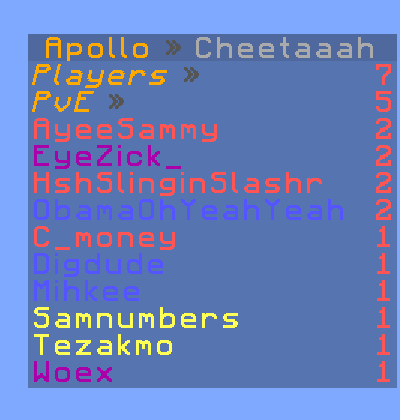 Apollo » Cheetaaah
Players » 7
PvE » 5
AyeeSammy 2
EyeZick_ 2
HshSlinginSlashr 2
ObamaOhYeahYeah 2
C_money 1
Digdude 1
Mihkee 1
Samnumbers 1
Tezakmo 1
Woex 1